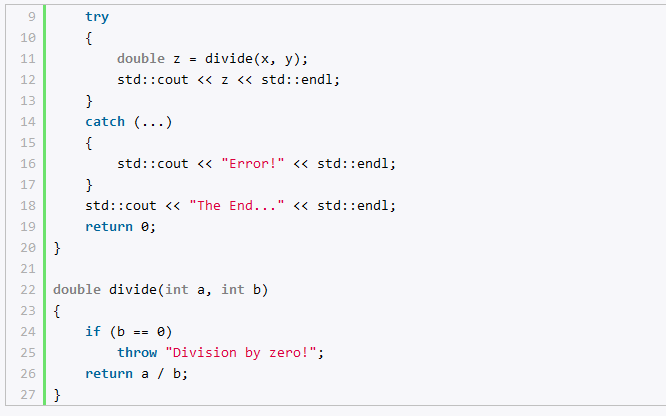 9     try
10     {
11         double z = divide(x, y);
12         std::cout << z << std::endl;
13     }
14     catch (...)
15     {
16         std::cout << "Error!" << std::endl;
17     }
18     std::cout << "The End..." << std::endl;
19     return 0;
20 }
21
22 double divide(int a, int b)
23 {
24     if (b == 0)
25         throw "Division by zero!";
26     return a / b;
27 }